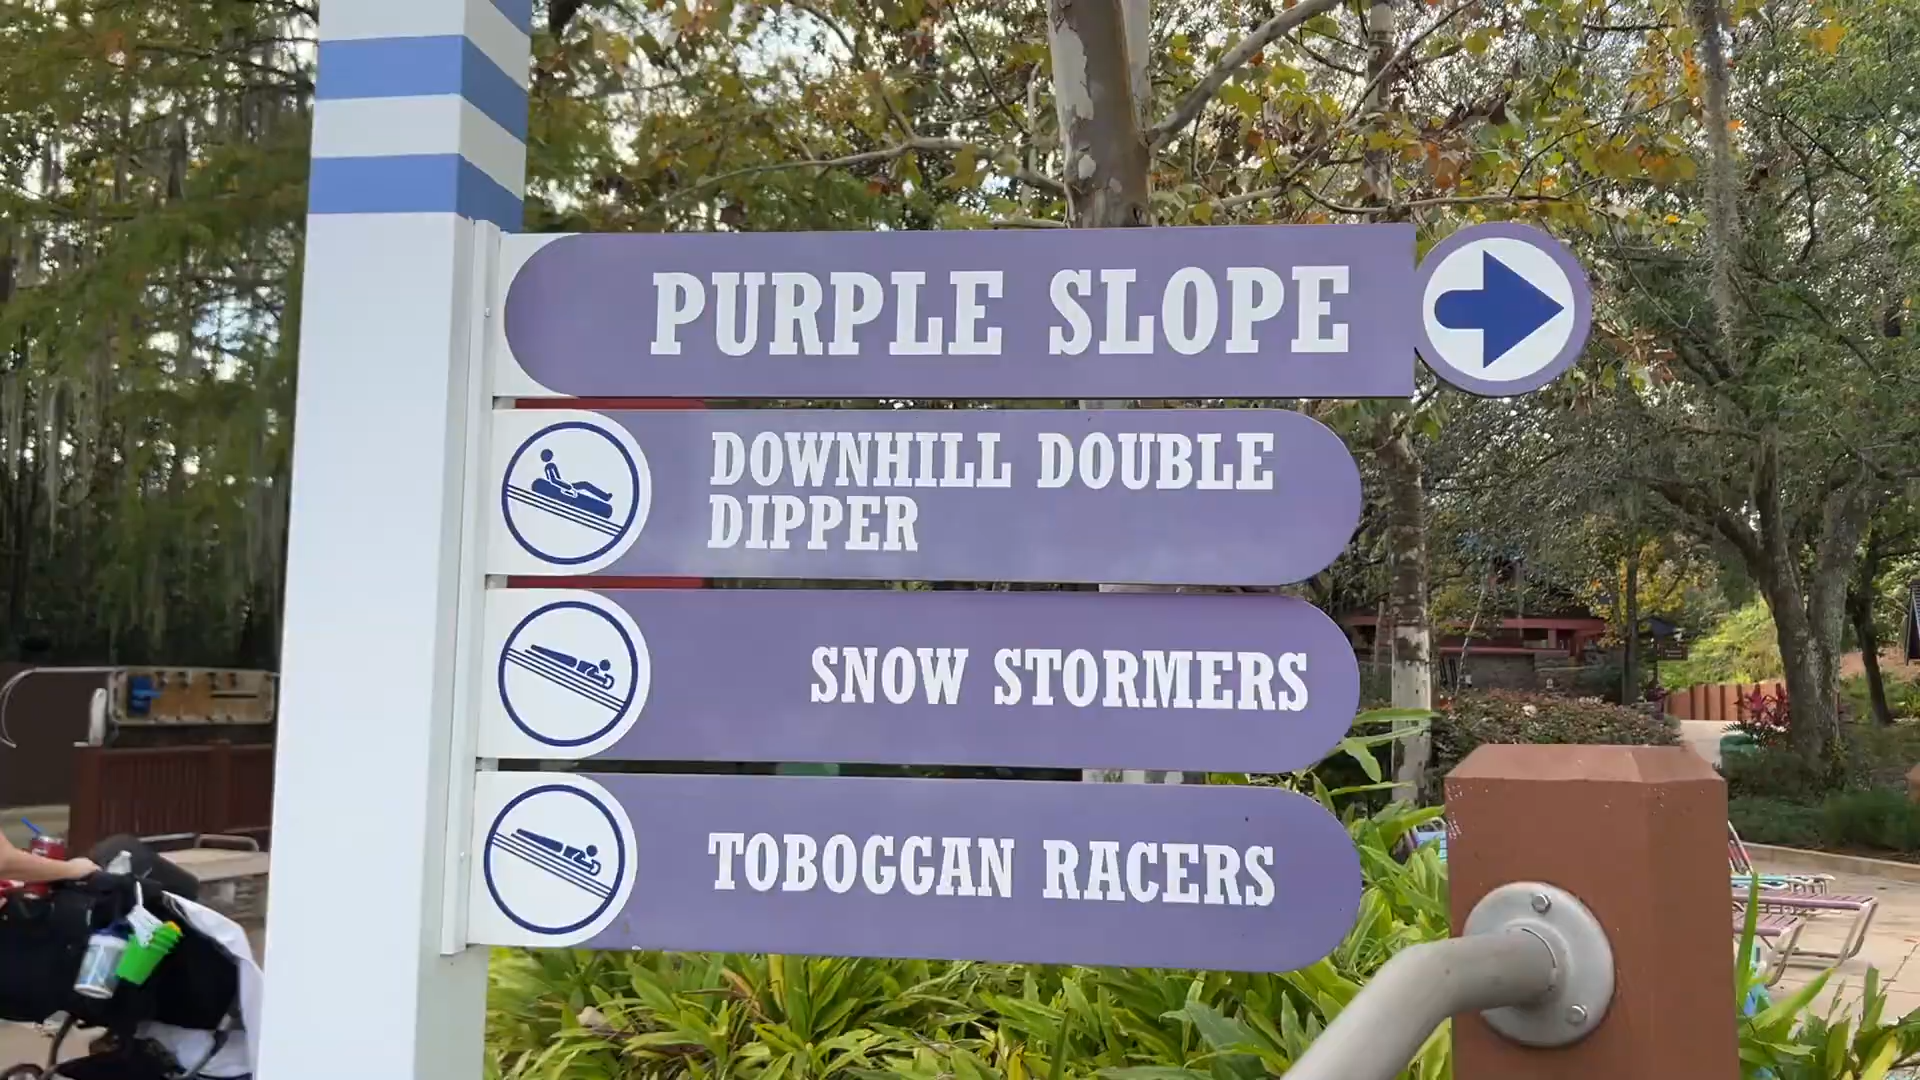 PURPLE SLOPE
DOWNHILL DOUBLE
DIPPER
SNOW STORMERS
TOBOGGAN RACERS